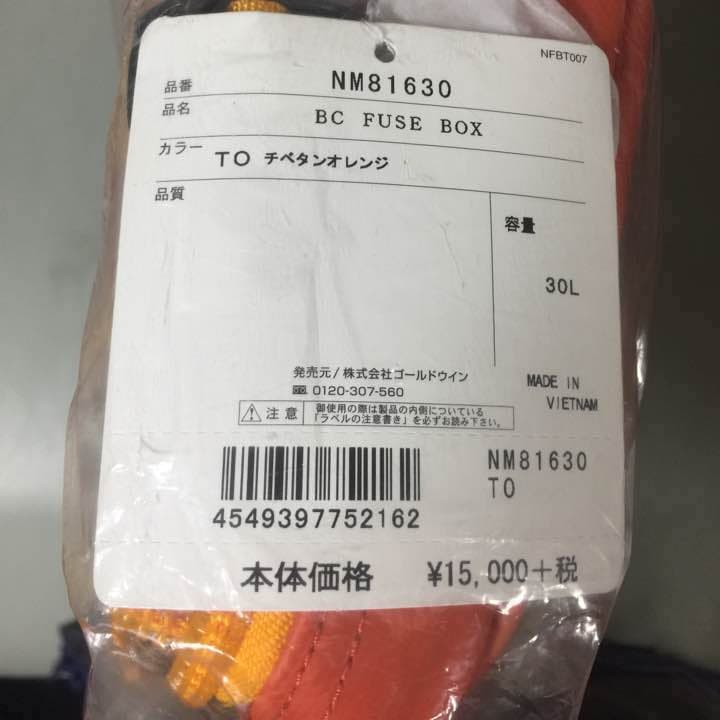 NFBT007
品番 NM81630
品名 BC FUSE BOX
カラー TO チベタンオレンジ
品質
容量
30L
発売元/株式会社ゴールドウイン
0120-307-560
MADE IN
VIETNAM
注意
御使用の際は製品の内側についている
「ラベルの注意書き」を必ずお読み下さい。
NM81630
TO
4549397752162
本体価格 ¥15,000+税